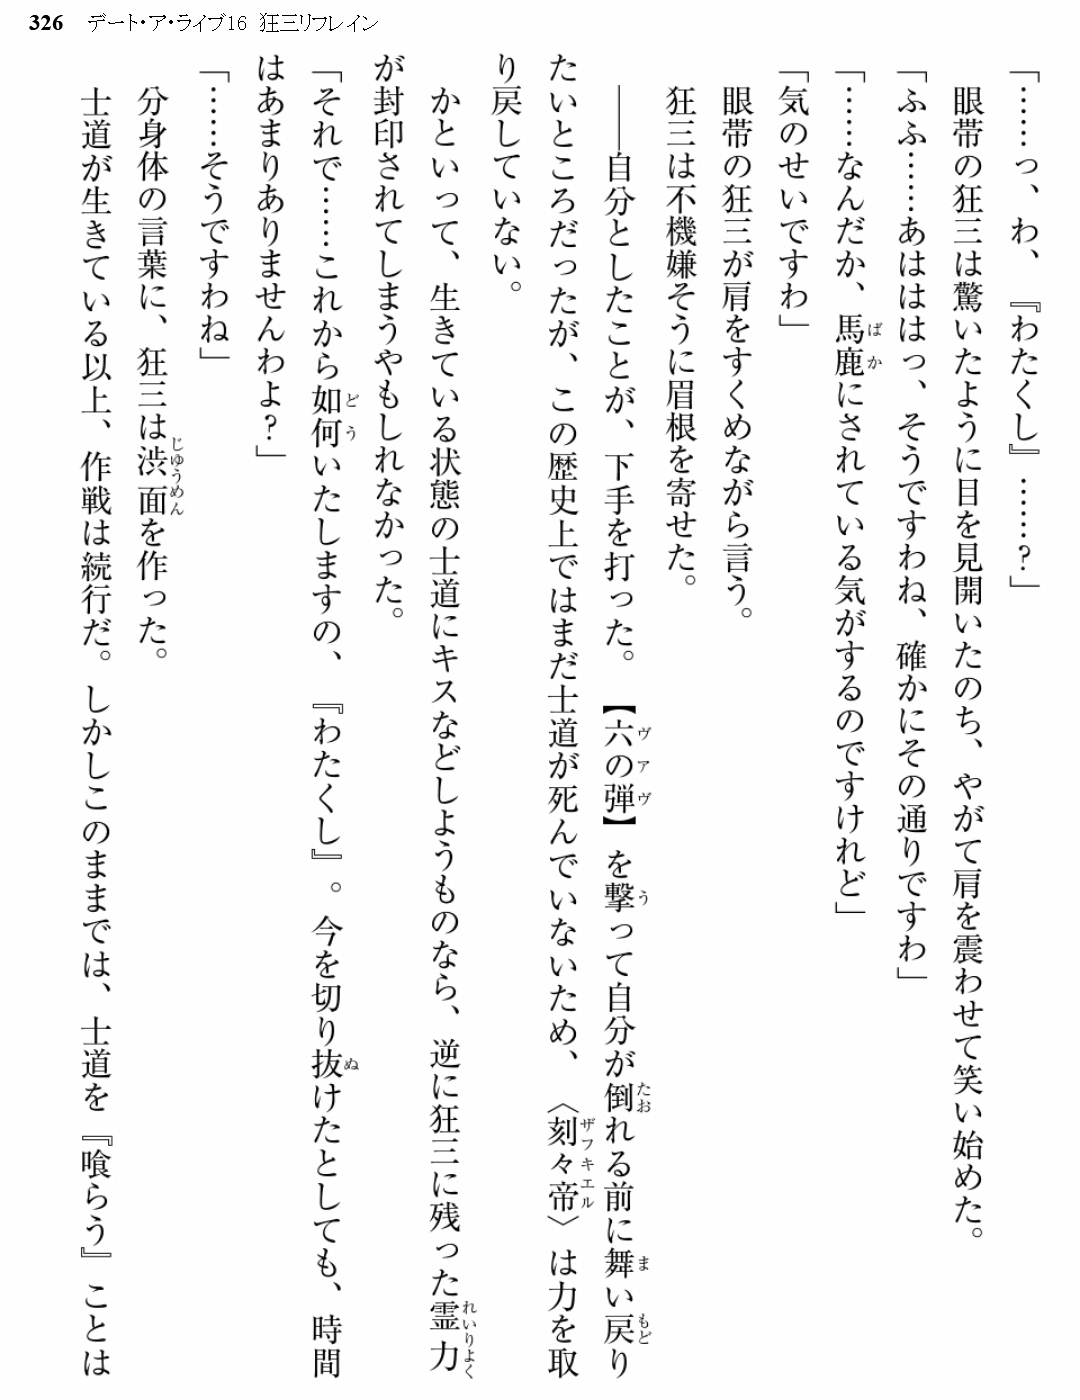 326 デート・ア・ライブ16 狂三リフレイン
「……っ、わ、『わたくし』……？」
眼帯の狂三は驚いたように目を見開いたのち、やがて肩を震わせて笑い始めた。
「ふふ……あはははっ、そうですわね、確かにその通りですわ」
「……なんだか、馬鹿にされている気がするのですけれど」
「気のせいですわ」
眼帯の狂三が肩をすくめながら言う。
狂三は不機嫌そうに眉根を寄せた。
――自分としたことが、下手を打った。【六の弾】を撃って自分が倒れる前に舞い戻り
たいところだったが、この歴史上ではまだ士道が死んでいないため、〈刻々帝〉は力を取
り戻していない。
かといって、生きている状態の士道にキスなどしようものなら、逆に狂三に残った霊力
が封印されてしまうやもしれなかった。
「それで……これから如何いたしますの、『わたくし』。今を切り抜けたとしても、時間
はあまりありませんわよ？」
「……そうですわね」
分身体の言葉に、狂三は渋面を作った。
士道が生きている以上、作戦は続行だ。しかしこのままでは、士道を『喰らう』ことは